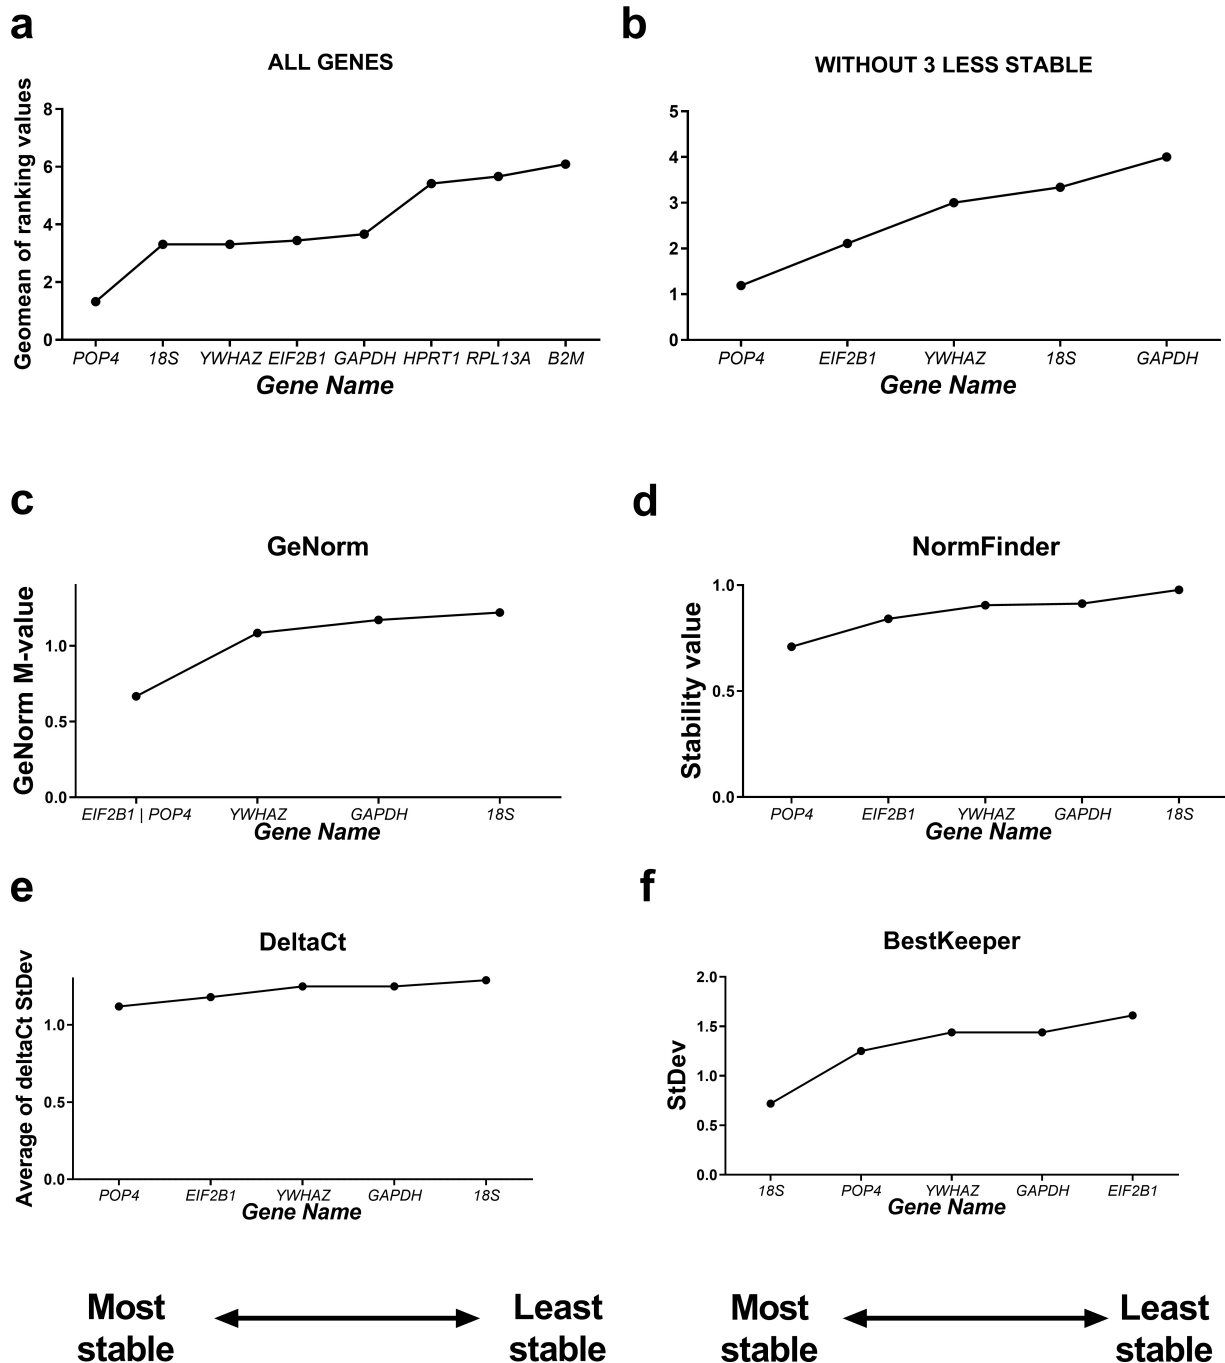 a
ALL GENES
Geomean of ranking values
8
6
4
2
0
POP4 18S YWHAZ EIF2B1 GAPDH HPRT1 RPL13A B2M
Gene Name
b
WITHOUT 3 LESS STABLE
5
4
3
2
1
0
POP4 EIF2B1 YWHAZ 18S GAPDH
Gene Name
c
GeNorm
GeNorm M-value
1.0
0.5
0.0
EIF2B1 | POP4 YWHAZ GAPDH 18S
Gene Name
d
NormFinder
Stability value
1.0
0.5
0.0
POP4 EIF2B1 YWHAZ GAPDH 18S
Gene Name
e
DeltaCt
Average of deltaCt StDev
1.0
0.5
0.0
POP4 EIF2B1 YWHAZ GAPDH 18S
Gene Name
f
BestKeeper
StDev
2.0
1.5
1.0
0.5
0.0
18S POP4 YWHAZ GAPDH EIF2B1
Gene Name
Most
stable
Least
stable
Most
stable
Least
stable